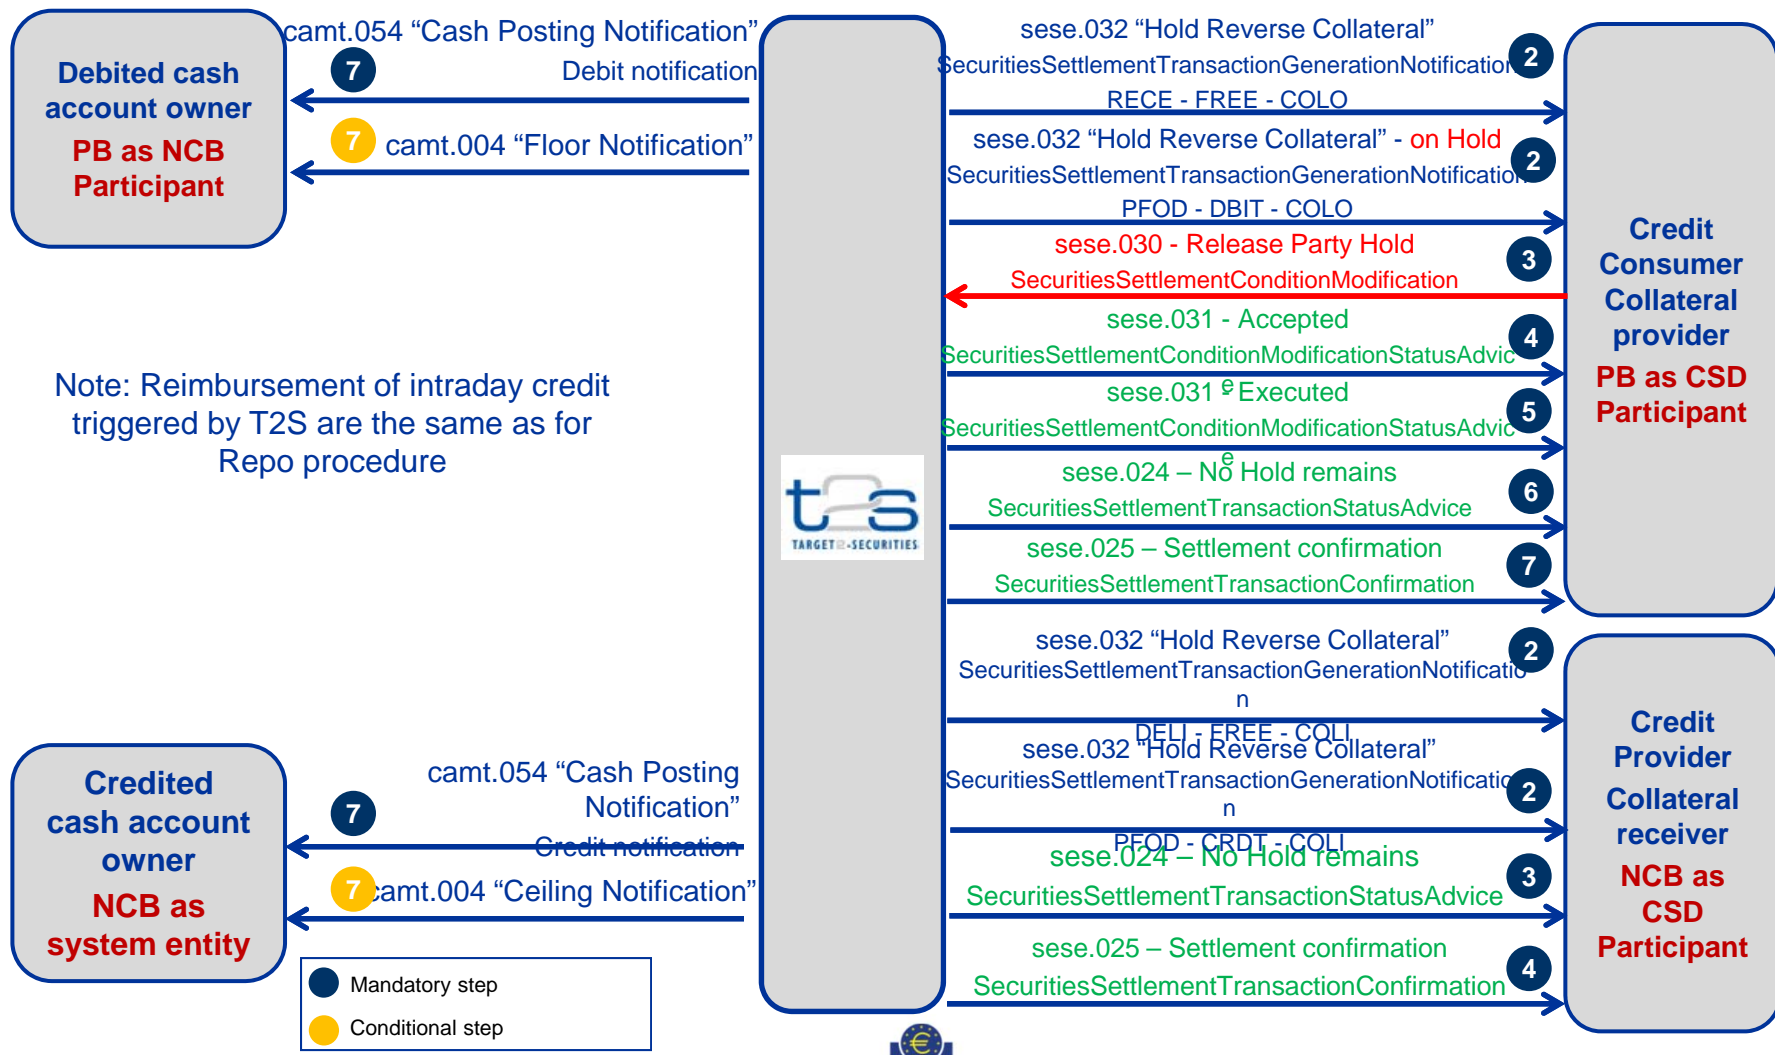 camt.054 “Cash Posting Notification”
7
Debit notification
Debited cash
account owner
PB as NCB
Participant
7
camt.004 “Floor Notification”
Note: Reimbursement of intraday credit
triggered by T2S are the same as for
Repo procedure
camt.054 “Cash Posting
Notification”
7
Credit notification
Credited
cash account
owner
NCB as
system entity
7
camt.004 “Ceiling Notification”
Mandatory step
Conditional step
t2s
TARGET2-SECURITIES
sese.032 “Hold Reverse Collateral”
2
SecuritiesSettlementTransactionGenerationNotification
RECE - FREE - COLO
sese.032 “Hold Reverse Collateral” - on Hold
2
SecuritiesSettlementTransactionGenerationNotification
PFOD - DBIT - COLO
sese.030 - Release Party Hold
3
SecuritiesSettlementConditionModification
sese.031 - Accepted
4
SecuritiesSettlementConditionModificationStatusAdvic
e
sese.031 - Executed
5
SecuritiesSettlementConditionModificationStatusAdvic
e
sese.024 – No Hold remains
6
SecuritiesSettlementTransactionStatusAdvice
sese.025 – Settlement confirmation
7
SecuritiesSettlementTransactionConfirmation
Credit
Consumer
Collateral
provider
PB as CSD
Participant
sese.032 “Hold Reverse Collateral”
2
SecuritiesSettlementTransactionGenerationNotificatio
n
DELI - FREE - COLI
sese.032 “Hold Reverse Collateral”
2
SecuritiesSettlementTransactionGenerationNotificatio
n
PFOD - CRDT - COLI
sese.024 – No Hold remains
3
SecuritiesSettlementTransactionStatusAdvice
sese.025 – Settlement confirmation
4
SecuritiesSettlementTransactionConfirmation
Credit
Provider
Collateral
receiver
NCB as
CSD
Participant
€